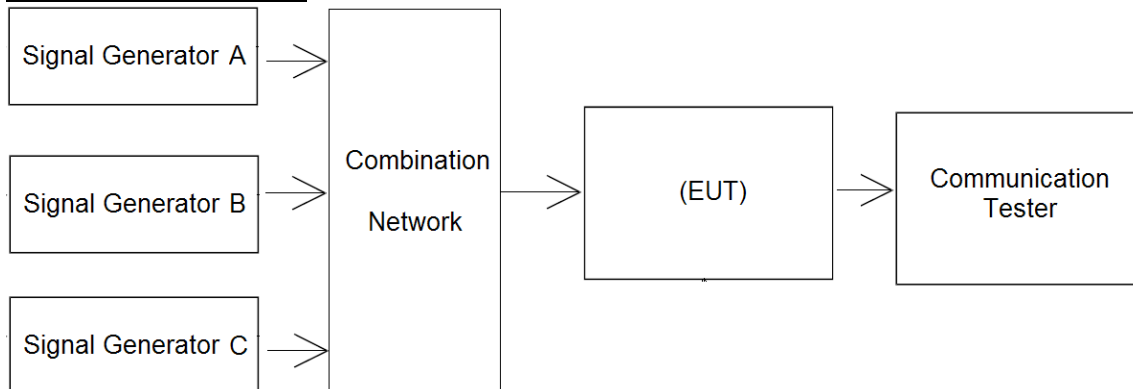 Signal Generator A
Signal Generator B
Signal Generator C
Combination
Network
(EUT)
Communication
Tester